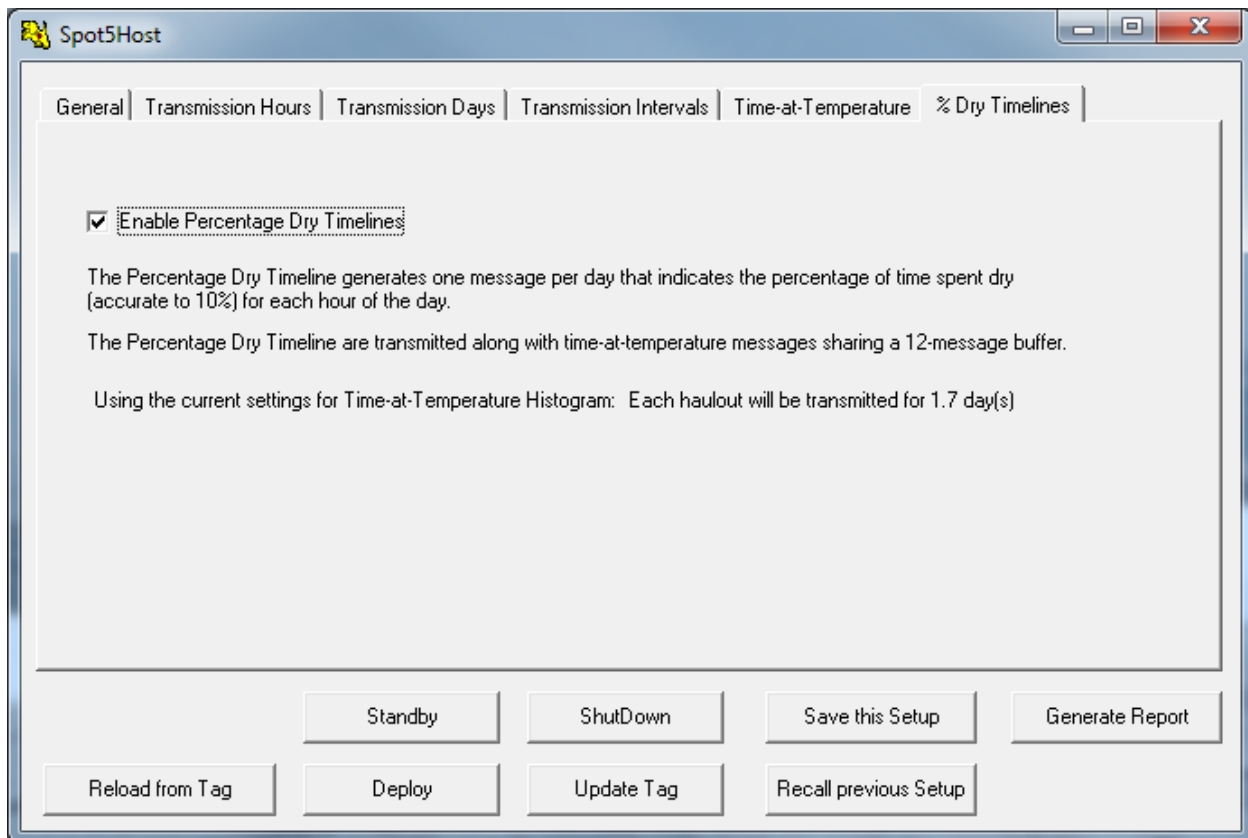 Spot5Host
General
Transmission Hours
Transmission Days
Transmission Intervals
Time-at-Temperature
% Dry Timelines
Enable Percentage Dry Timelines
The Percentage Dry Timeline generates one message per day that indicates the percentage of time spent dry
(accurate to 10%) for each hour of the day.
The Percentage Dry Timeline are transmitted along with time-at-temperature messages sharing a 12-message buffer.
Using the current settings for Time-at-Temperature Histogram:  Each haulout will be transmitted for 1.7 day(s)
Standby
ShutDown
Save this Setup
Generate Report
Reload from Tag
Deploy
Update Tag
Recall previous Setup